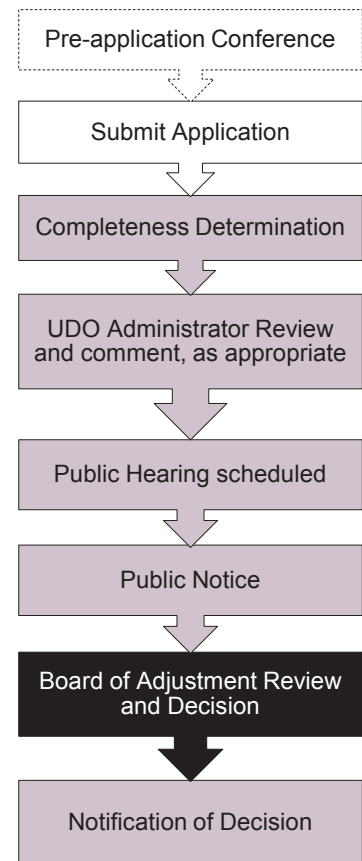 Pre-application Conference
Submit Application
Completeness Determination
UDO Administrator Review
and comment, as appropriate
Public Hearing scheduled
Public Notice
Board of Adjustment Review
and Decision
Notification of Decision